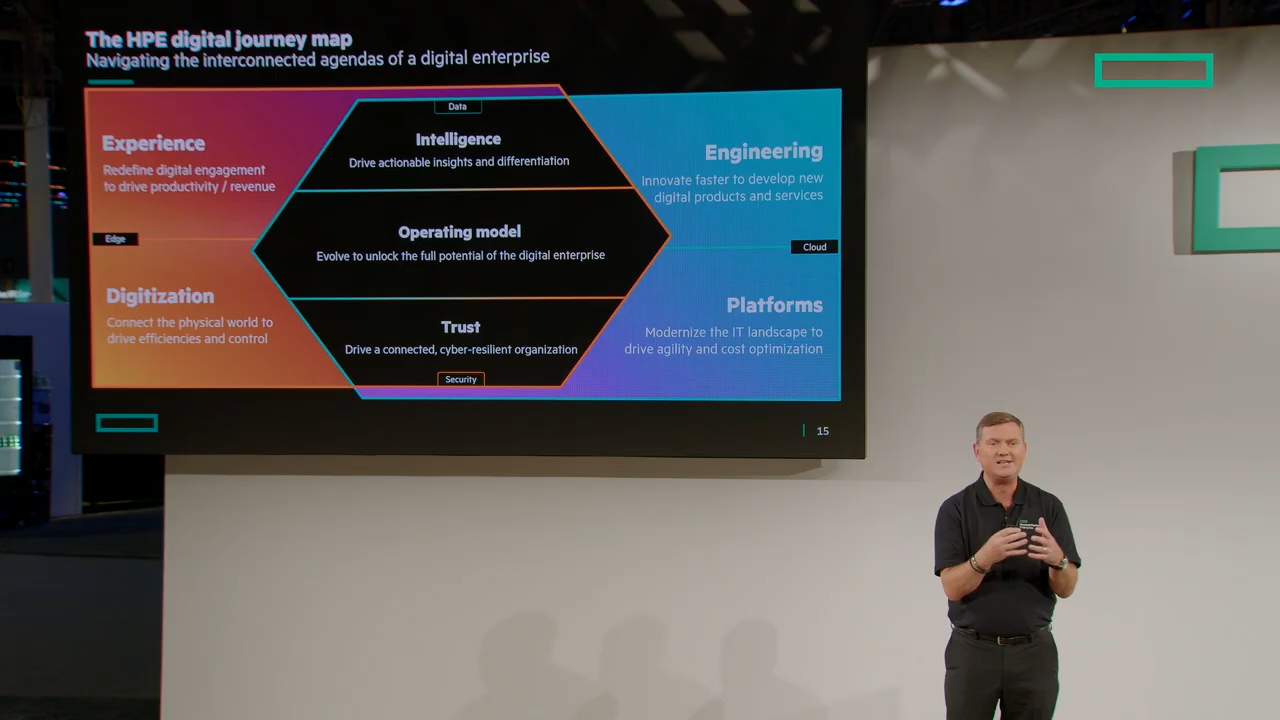 The HPE digital journey map
Navigating the interconnected agendas of a digital enterprise
Data
Intelligence
Drive actionable insights and differentiation
Experience
Redefine digital engagement
to drive productivity / revenue
Engineering
Innovate faster to develop new
digital products and services
Edge
Operating model
Evolve to unlock the full potential of the digital enterprise
Cloud
Digitization
Connect the physical world to
drive efficiencies and control
Trust
Drive a connected, cyber-resilient organization
Security
Platforms
Modernize the IT landscape to
drive agility and cost optimization
15